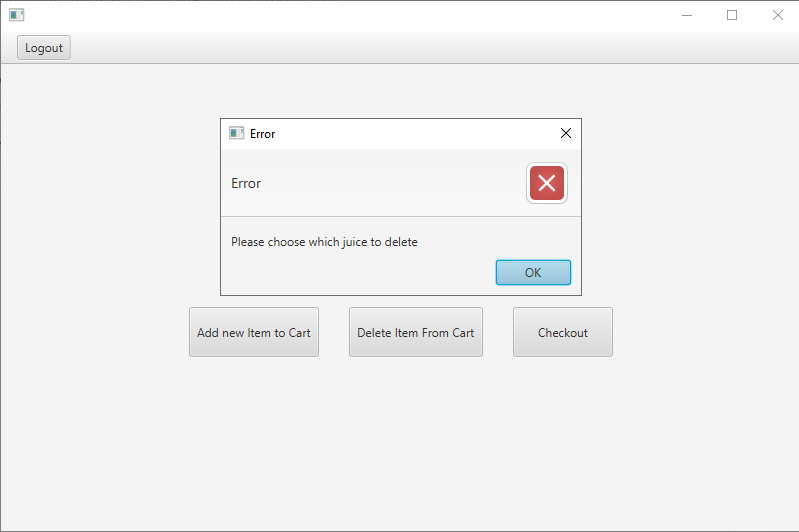 Logout
Error
Error
Please choose which juice to delete
OK
Add new Item to Cart
Delete Item From Cart
Checkout